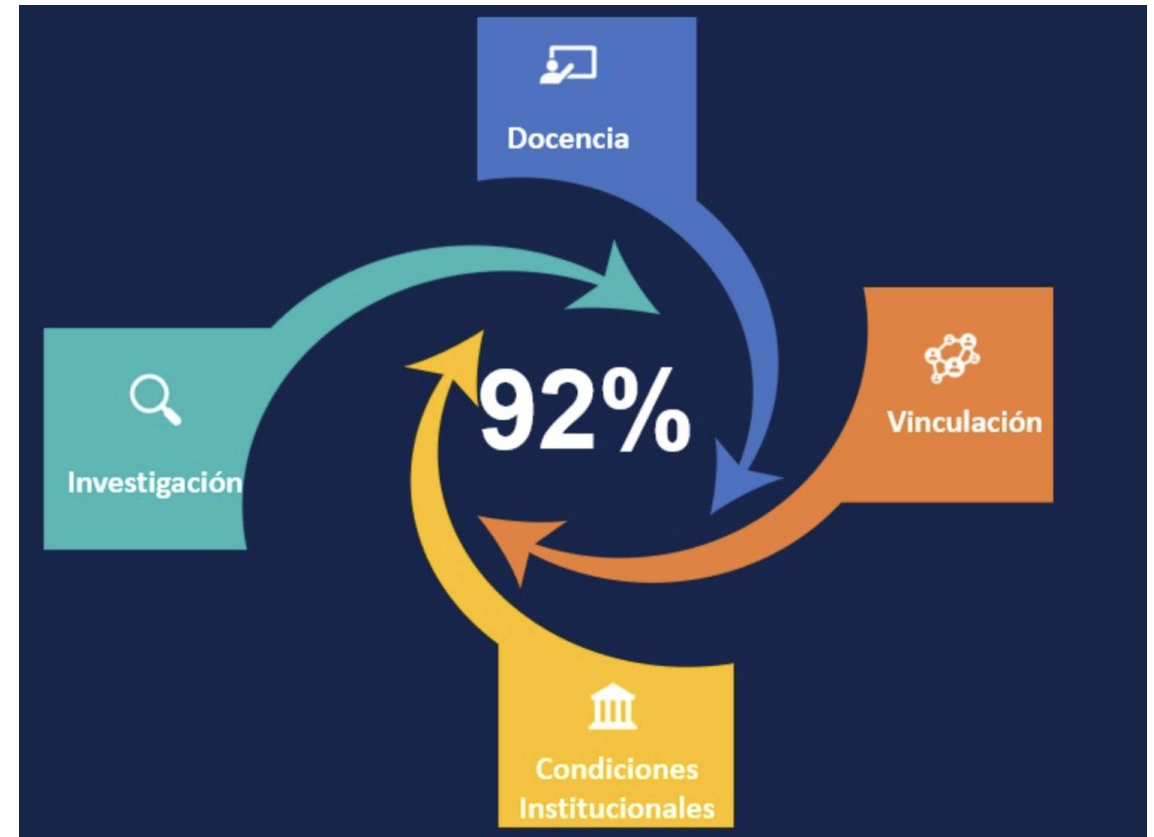 Docencia
Vinculación
92%
Investigación
Condiciones
Institucionales